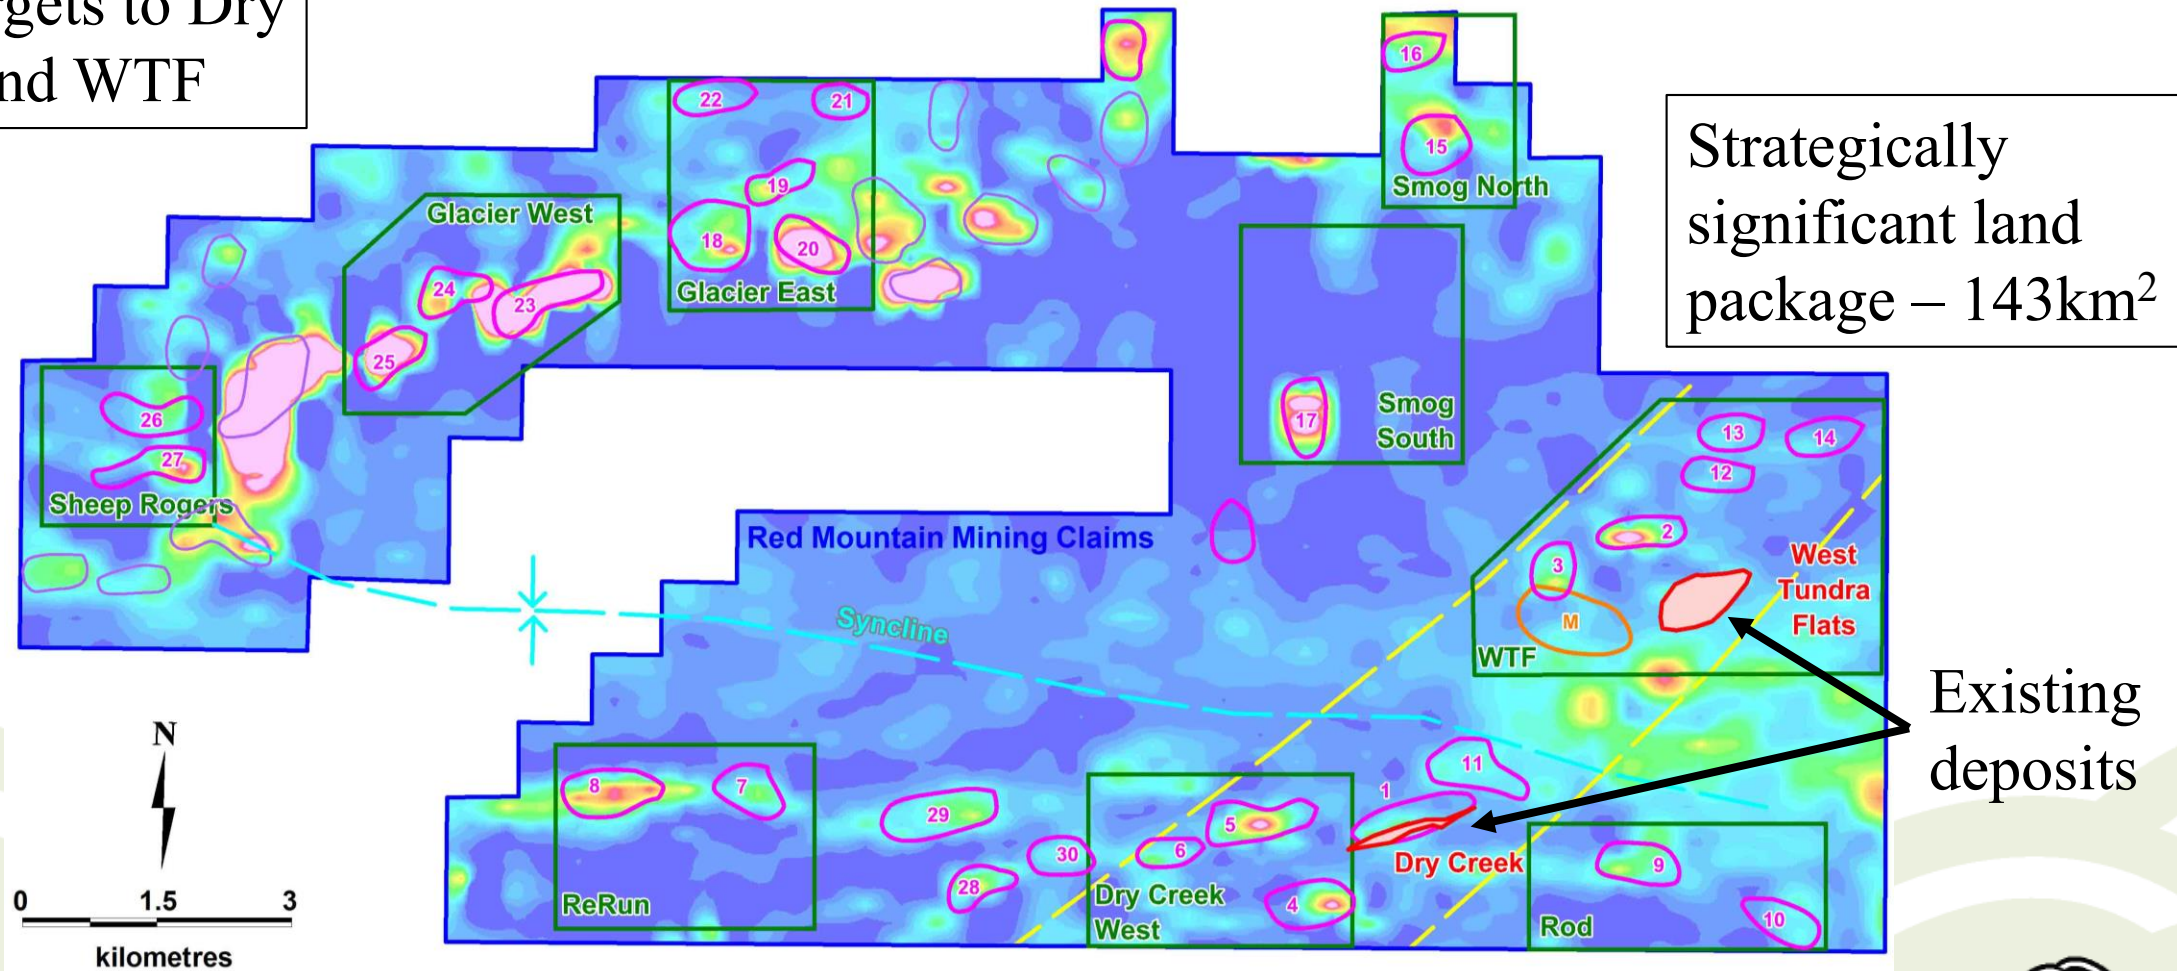 nd WTF
Strategically
significant land
package – 143km²
16
15
Smog North
22
21
19
18
20
Glacier East
Glacier West
24
23
25
26
27
Sheep Rogers
17
Smog
South
13
14
12
2
3
M
West
Tundra
Flats
WTF
Red Mountain Mining Claims
Syncline
Existing
deposits
N
0
1.5
3
kilometres
8
7
ReRun
29
30
28
5
6
4
Dry Creek
West
1
11
Dry Creek
9
10
Rod